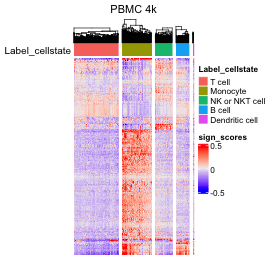 PBMC 4k
Label_cellstate
Label_cellstate
T cell
Monocyte
NK or NKT cell
B cell
Dendritic cell
sign_scores
0.5
0
-0.5